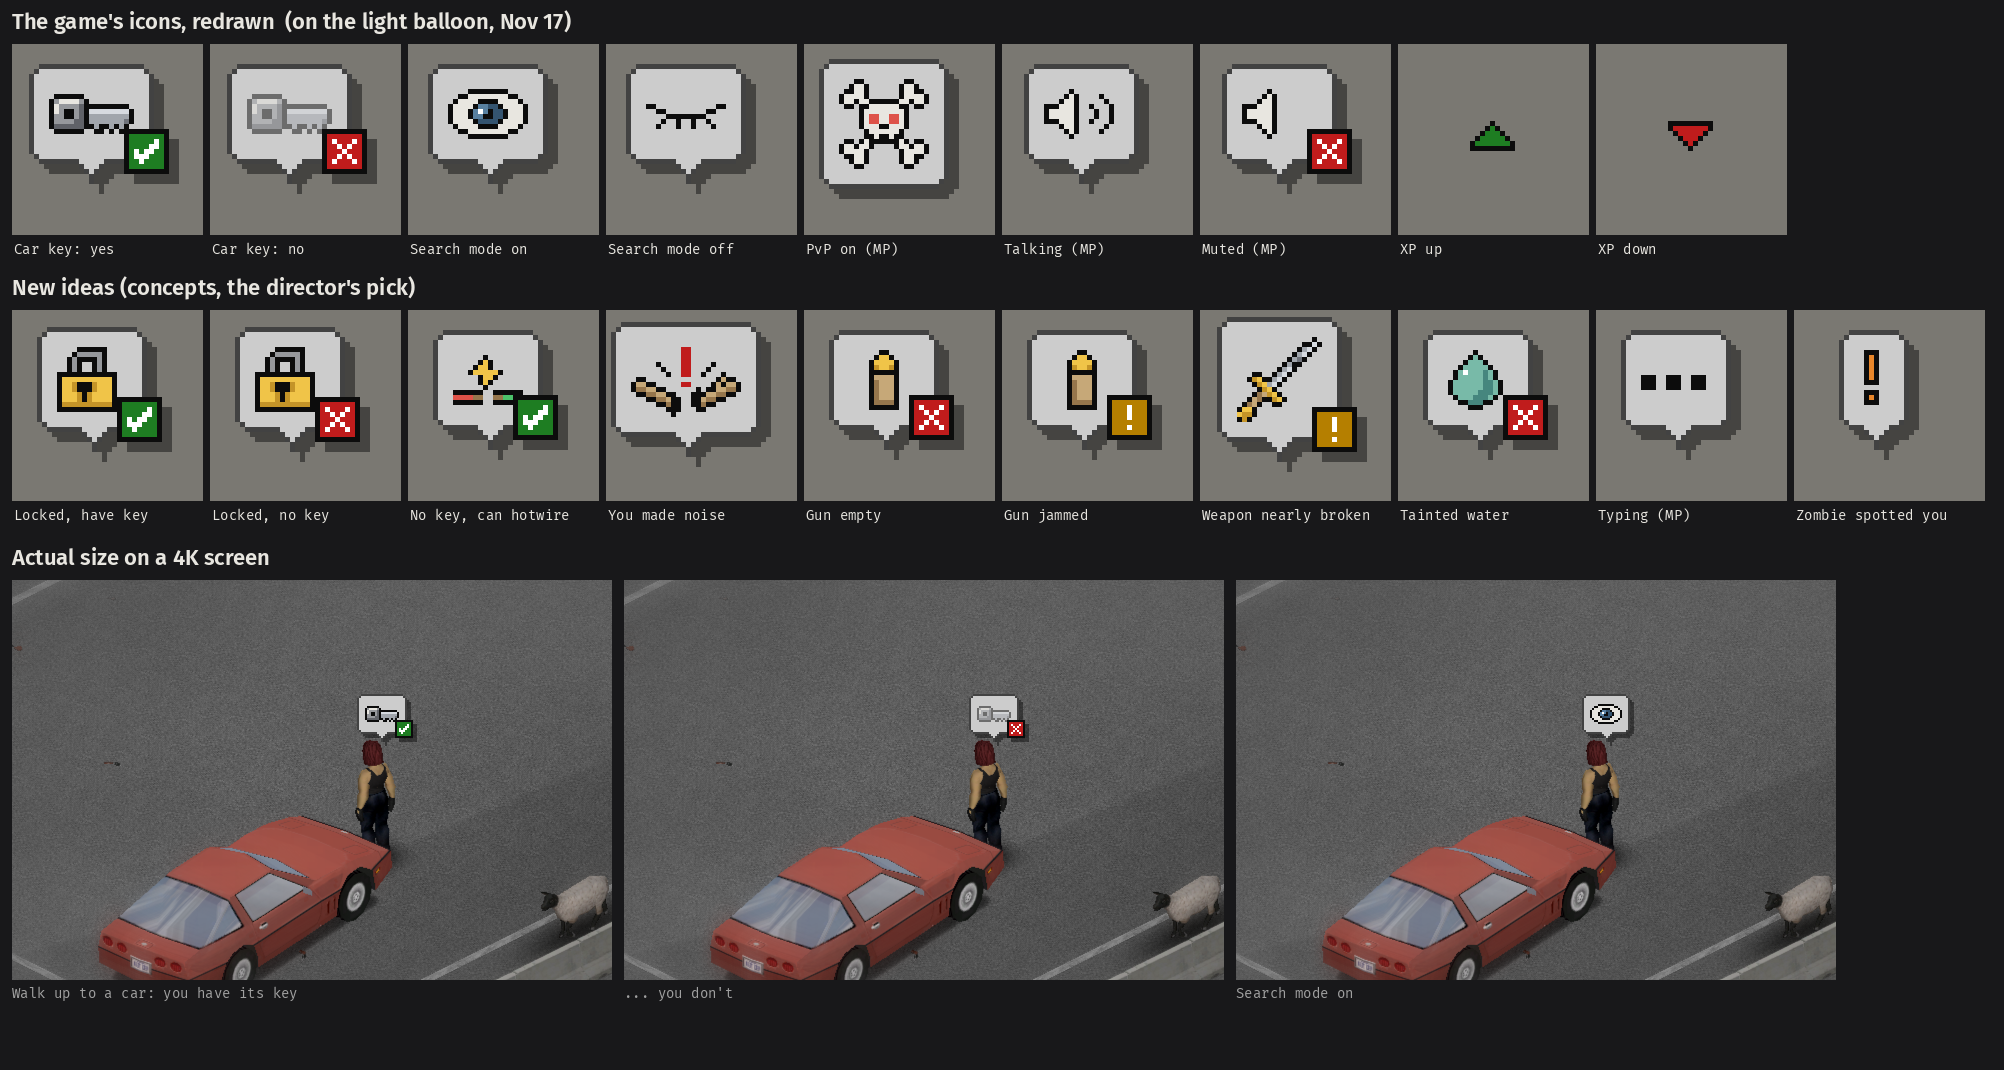 The game's icons, redrawn (on the light balloon, Nov 17)
Car key: yes
Car key: no
Search mode on
Search mode off
PvP on (MP)
Talking (MP)
Muted (MP)
XP up
XP down
New ideas (concepts, the director's pick)
Locked, have key
Locked, no key
No key, can hotwire
You made noise
Gun empty
Gun jammed
Weapon nearly broken
Tainted water
Typing (MP)
Zombie spotted you
Actual size on a 4K screen
Walk up to a car: you have its key
... you don't
Search mode on